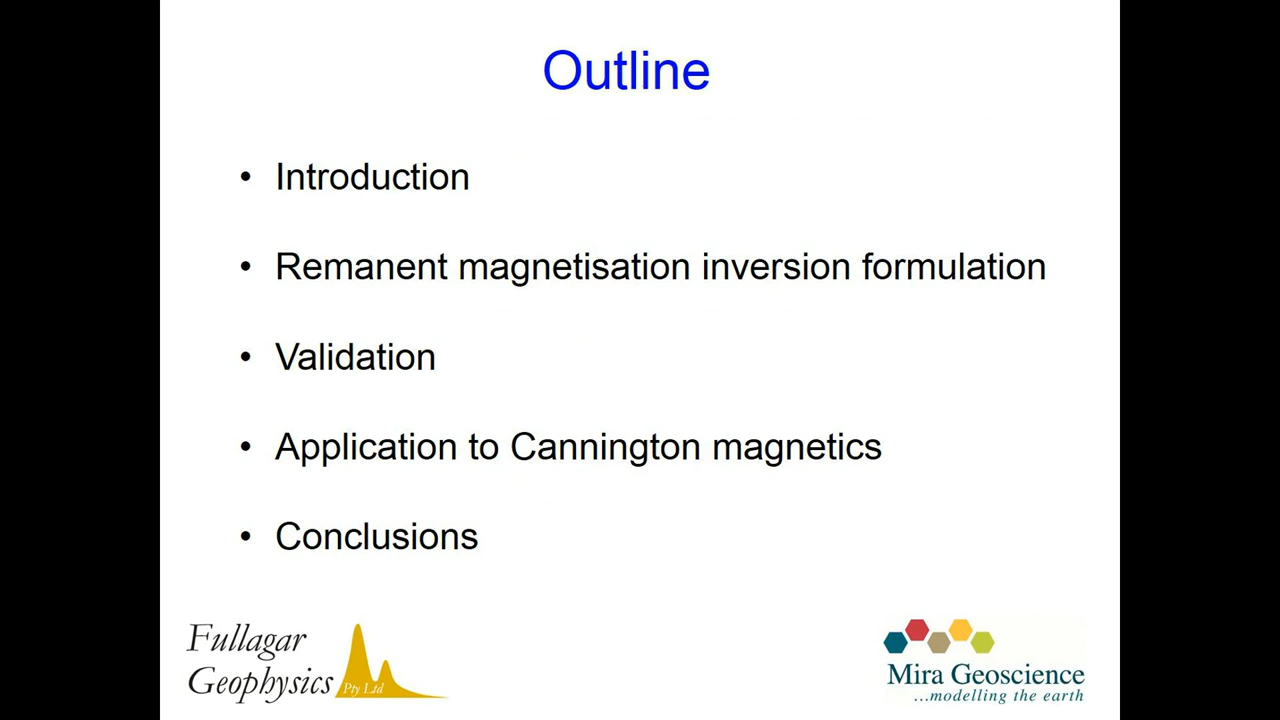 Outline
• Introduction
• Remanent magnetisation inversion formulation
• Validation
• Application to Cannington magnetics
• Conclusions
Fullagar
Geophysics Pty Ltd
Mira Geoscience
...modelling the earth